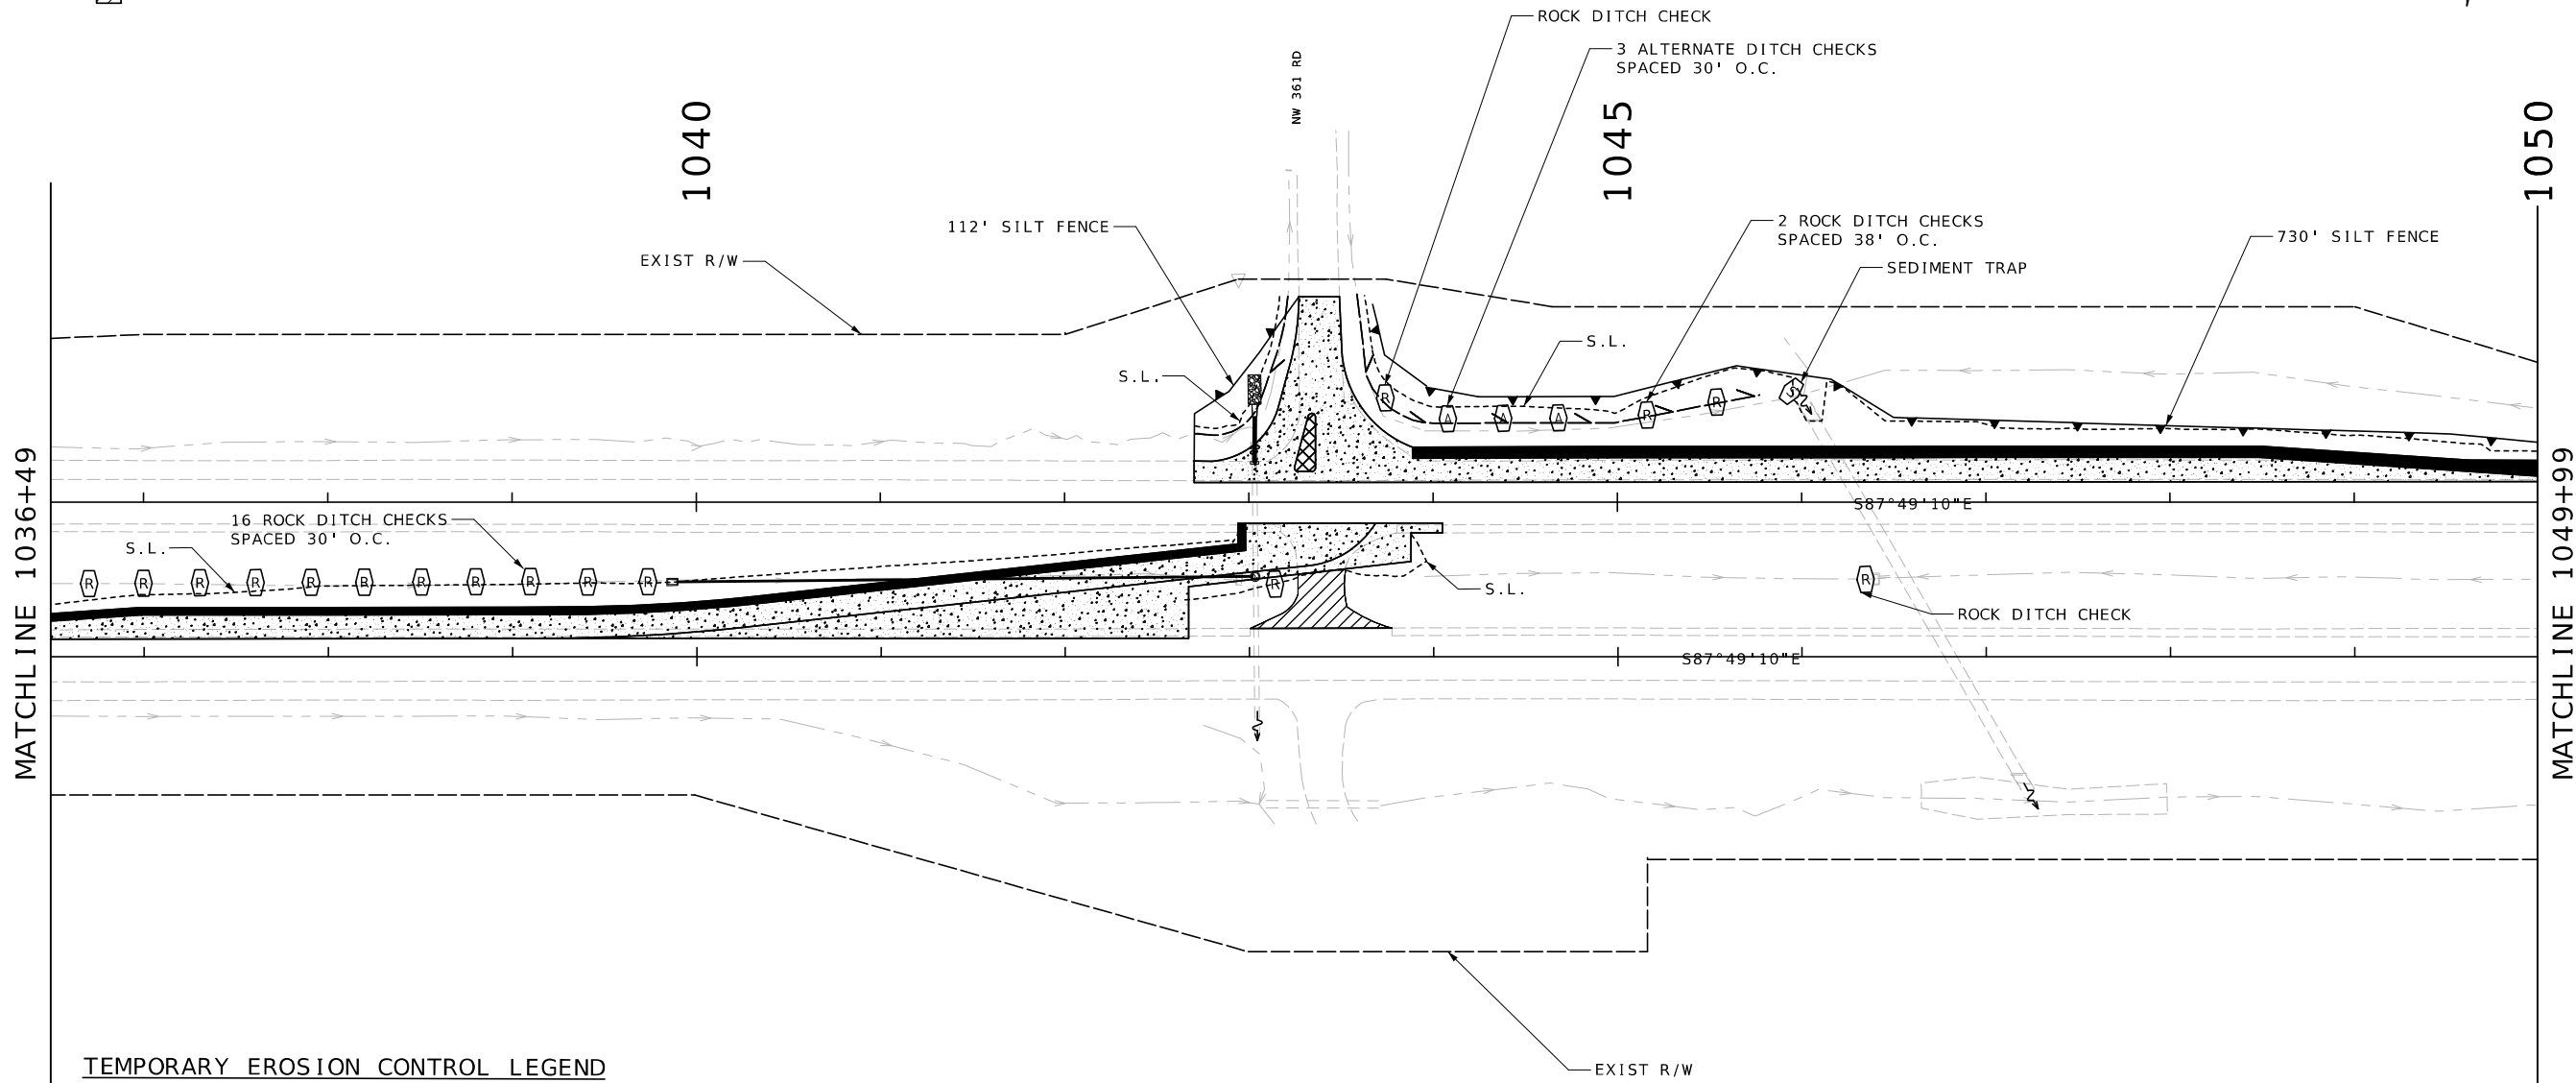 ROCK DITCH CHECK
3 ALTERNATE DITCH CHECKS
SPACED 30' O.C.
NW 361 RD
1040
1045
1050
112' SILT FENCE
2 ROCK DITCH CHECKS
SPACED 38' O.C.
730' SILT FENCE
EXIST R/W
SEDIMENT TRAP
S.L.
S.L.
R
A
A
A
R
R
S
MATCHLINE 1036+49
MATCHLINE 1049+99
S87°49'10"E
16 ROCK DITCH CHECKS
SPACED 30' O.C.
S.L.
R
R
R
R
R
R
R
R
R
R
R
R
R
S.L.
ROCK DITCH CHECK
S87°49'10"E
TEMPORARY EROSION CONTROL LEGEND
EXIST R/W